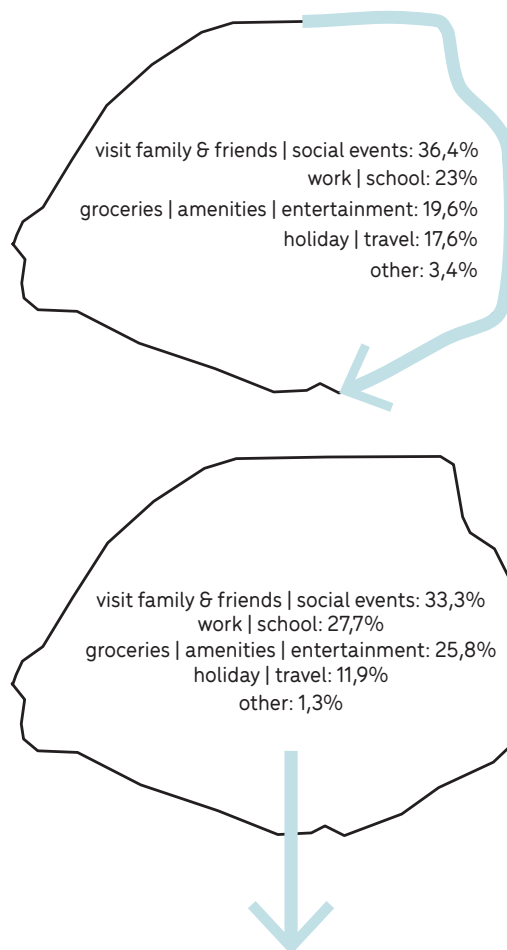 visit family & friends | social events: 36,4%
work | school: 23%
groceries | amenities | entertainment: 19,6%
holiday | travel: 17,6%
other: 3,4%
visit family & friends | social events: 33,3%
work | school: 27,7%
groceries | amenities | entertainment: 25,8%
holiday | travel: 11,9%
other: 1,3%